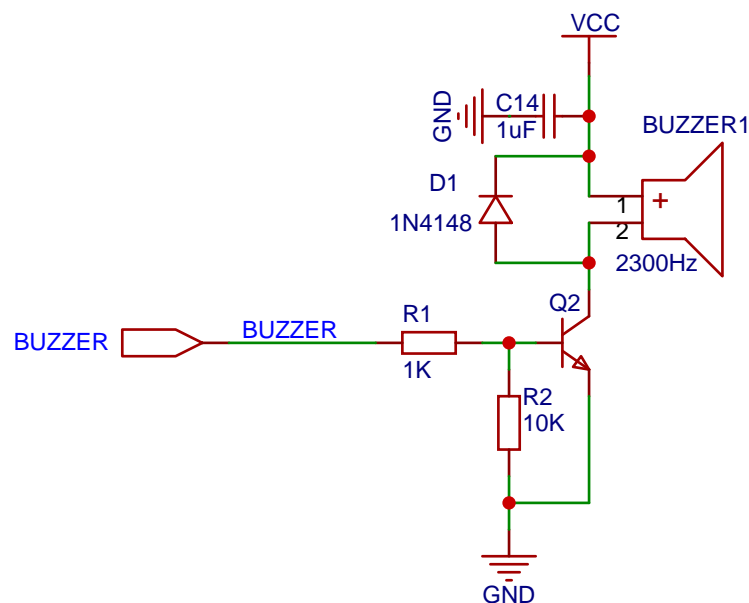 VCC
GND
C14
1uF
BUZZER1
D1
1N4148
1
+
2
2300Hz
Q2
R1
BUZZER
BUZZER
1K
R2
10K
GND